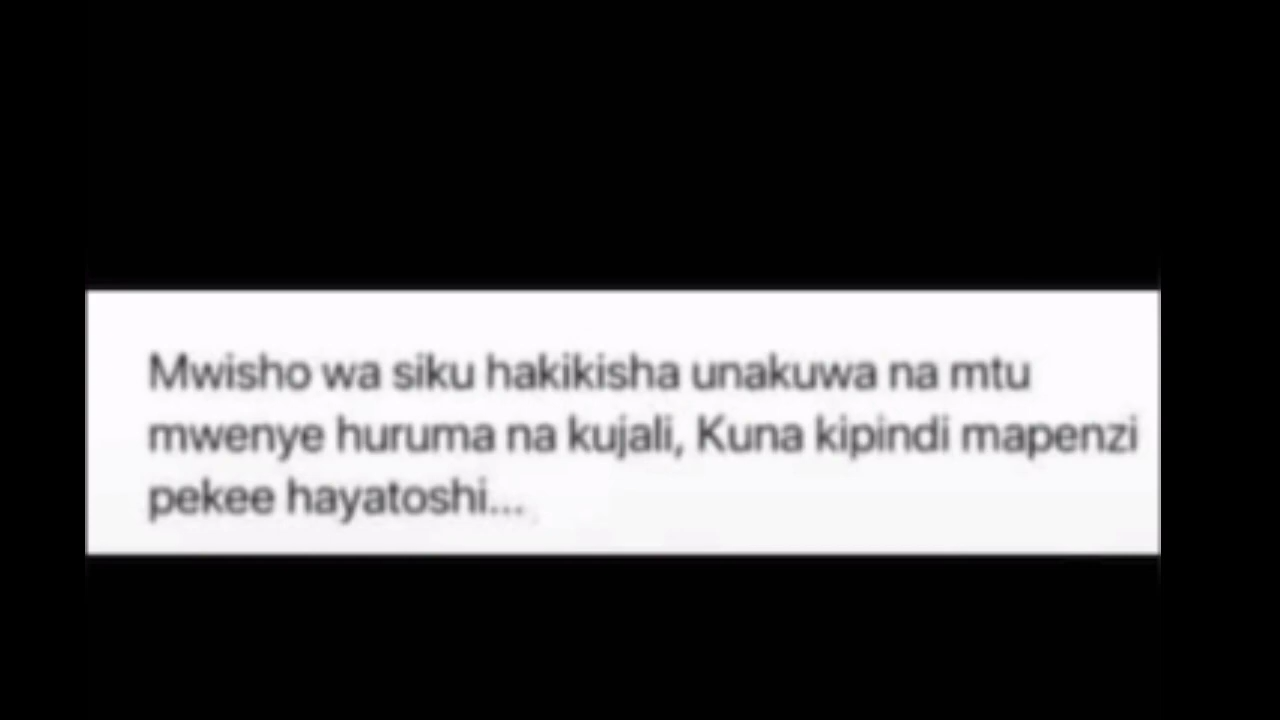 Mwisho wa siku hakikisha unakuwa na mtu
mwenye huruma na kujali, Kuna kipindi mapenzi
pekee hayatoshi...